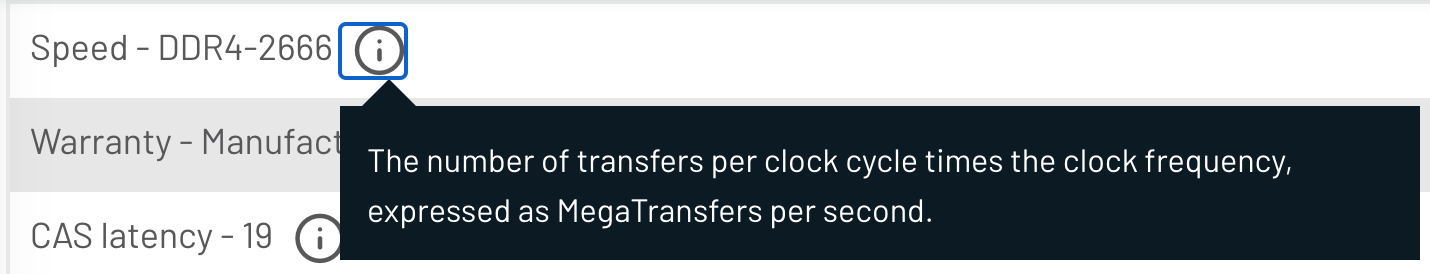 Speed - DDR4-2666
Warranty - Manufact
The number of transfers per clock cycle times the clock frequency,
expressed as MegaTransfers per second.
CAS latency - 19